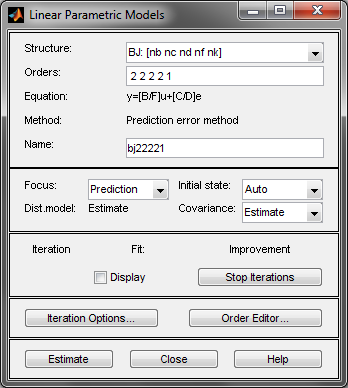 Linear Parametric Models
Structure: BJ: [nb nc nd nf nk]
Orders: 2 2 2 2 1
Equation: y=[B/F]u+[C/D]e
Method: Prediction error method
Name: bj22221
Focus: Prediction Initial state: Auto
Dist.model: Estimate Covariance: Estimate
Iteration Fit: Improvement
Display Stop Iterations
Iteration Options... Order Editor...
Estimate Close Help